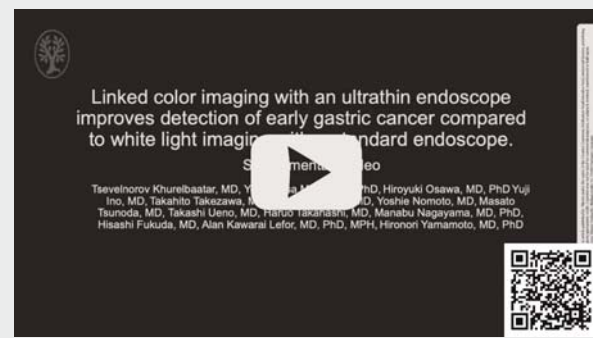 Linked color imaging with an ultrathin endoscope
improves detection of early gastric cancer compared
to white light standard endoscope.
Tsevelnorov Khurelbaatar, MD, PhD, Hiroyuki Osawa, MD, PhD Yuji
Ino, MD, Takahito Takezawa, MD, Yoshie Nomoto, MD, Masato
Tsunoda, MD, Takashi Ueno, MD, Haruo Takahashi, MD, Manabu Nagayama, MD, PhD,
Hisashi Fukuda, MD, Alan Kawarai Lefor, MD, PhD, MPH, Hironori Yamamoto, MD, PhD